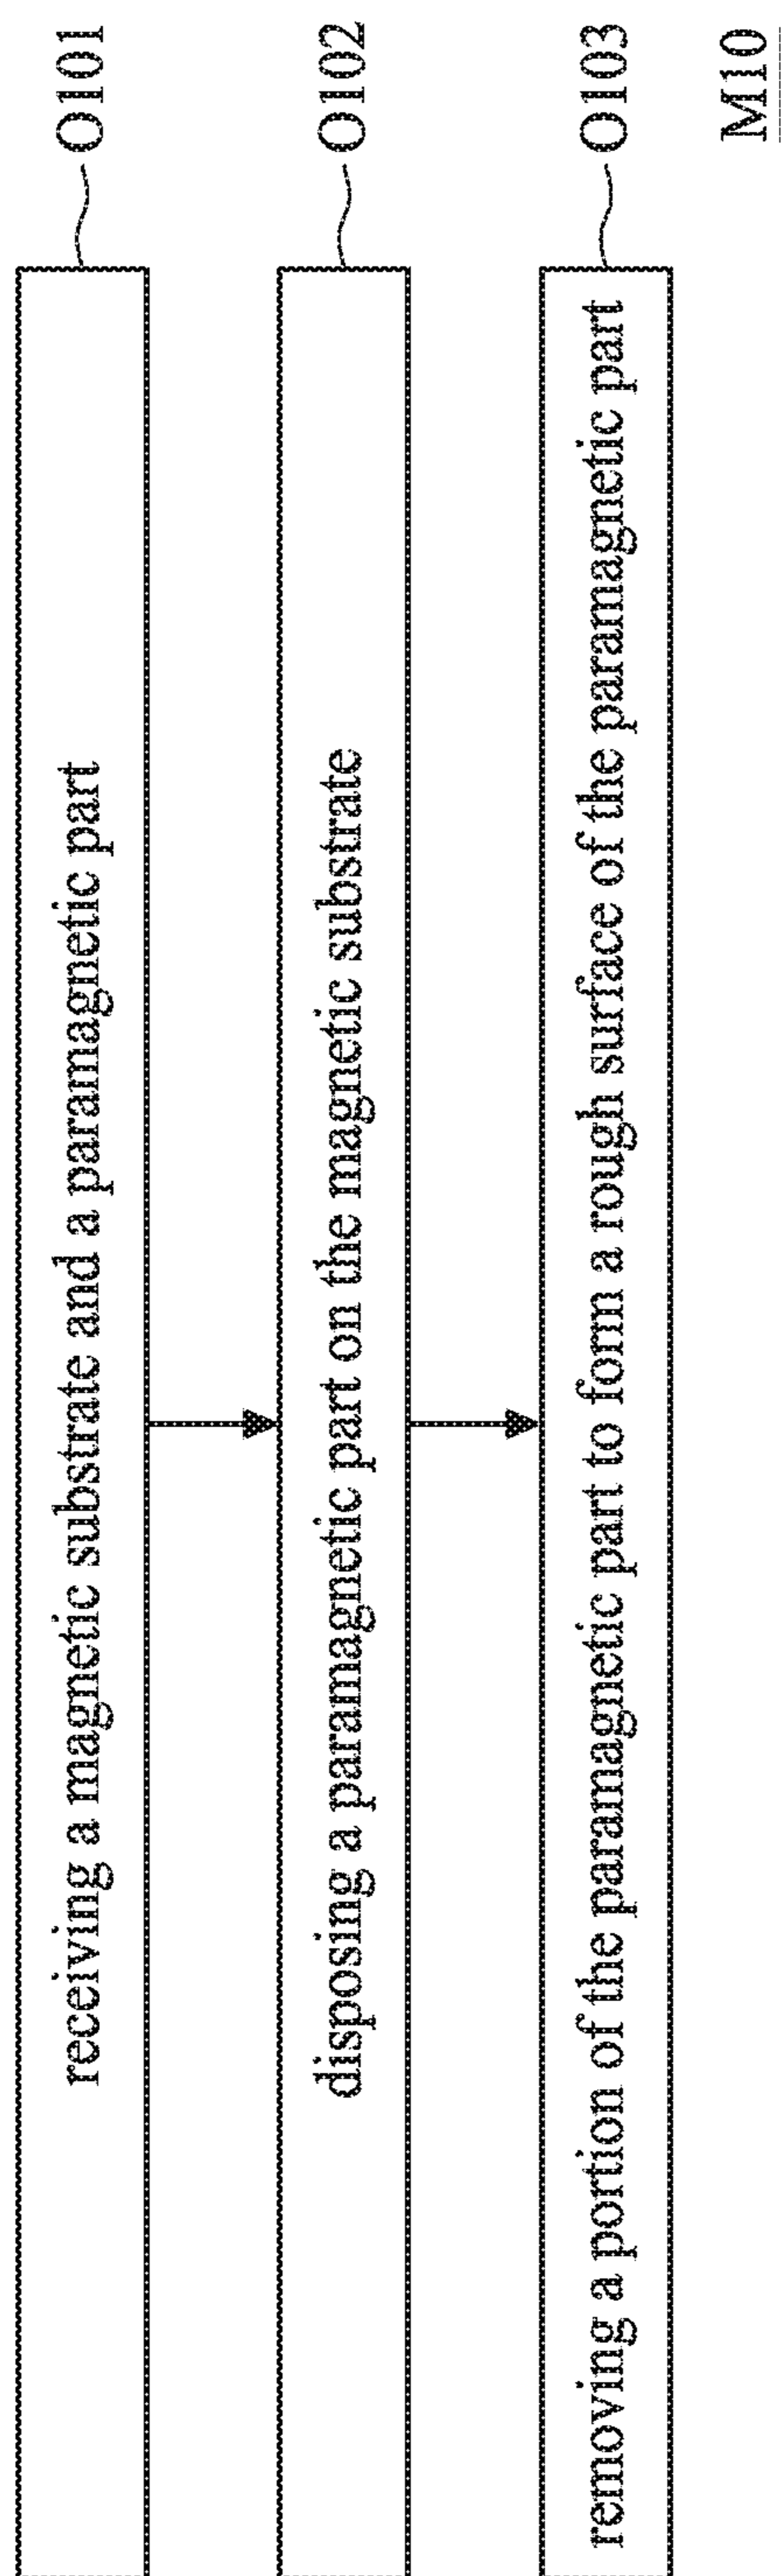 receiving a magnetic substrate and a paramagnetic part
O101
disposing a paramagnetic part on the magnetic substrate
O102
removing a portion of the paramagnetic part to form a rough surface of the paramagnetic part
O103
M10